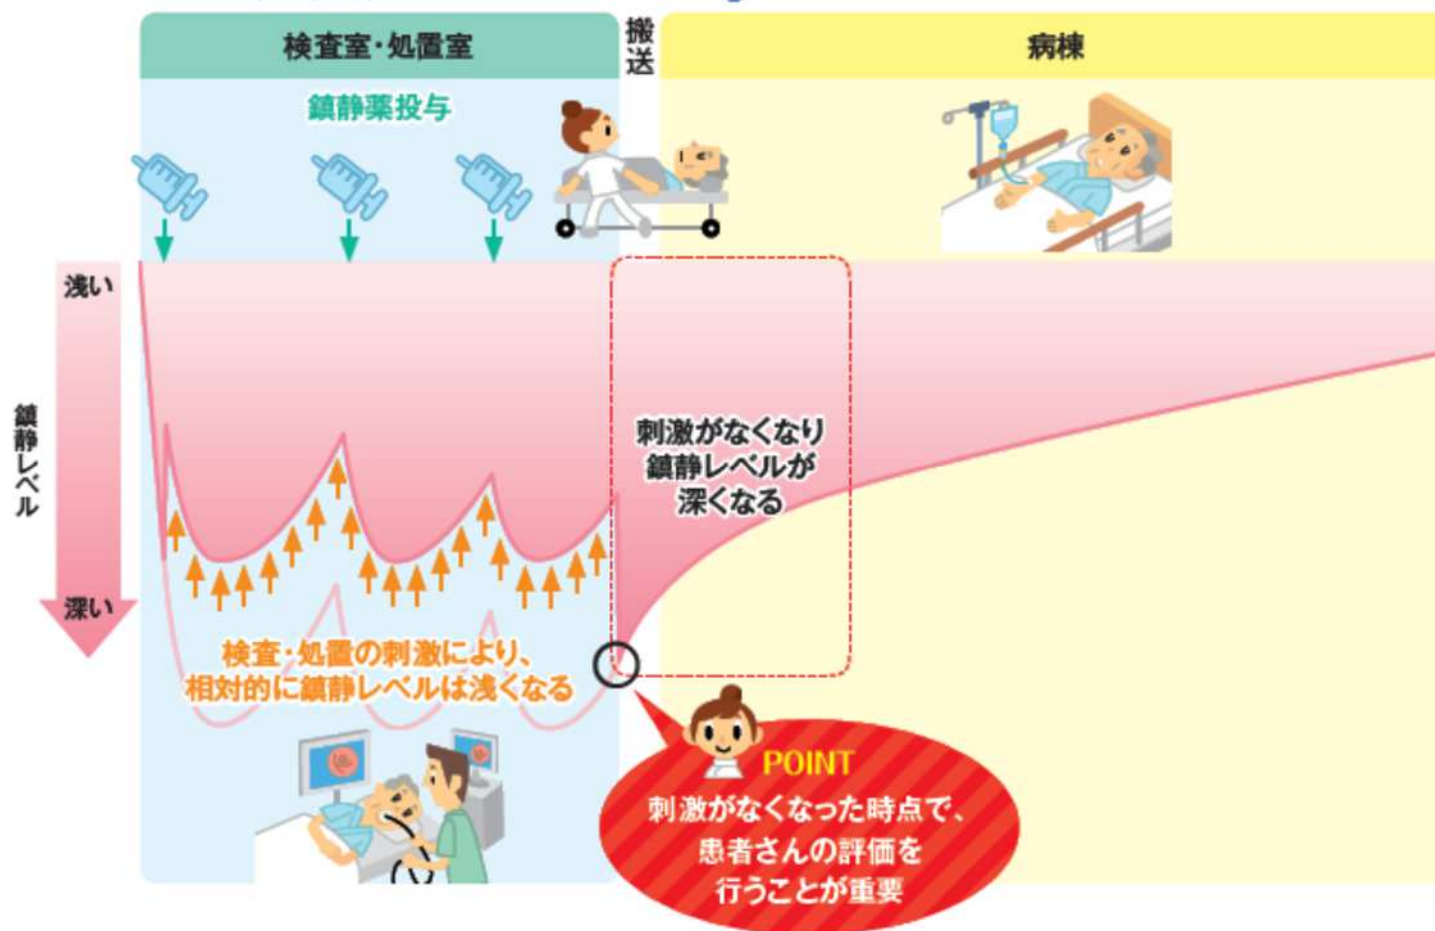 検査室・処置室
搬送
病棟
鎮静薬投与
浅い
鎮静レベル
深い
刺激がなくなり
鎮静レベルが
深くなる
検査・処置の刺激により、
相対的に鎮静レベルは浅くなる
POINT
刺激がなくなった時点で、
患者さんの評価を
行うことが重要